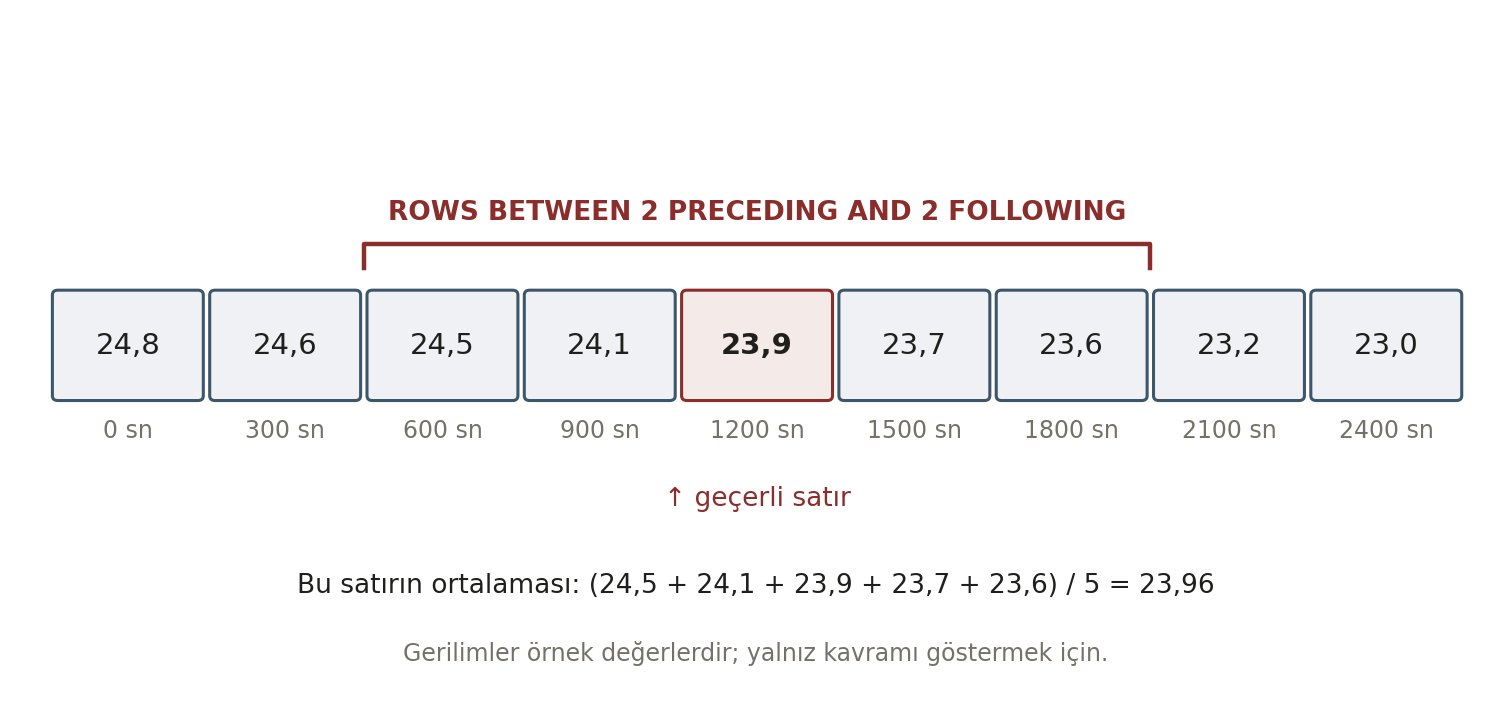 ROWS BETWEEN 2 PRECEDING AND 2 FOLLOWING
24,8 24,6 24,5 24,1 23,9 23,7 23,6 23,2 23,0
0 sn 300 sn 600 sn 900 sn 1200 sn 1500 sn 1800 sn 2100 sn 2400 sn
↑ geçerli satır
Bu satırın ortalaması: (24,5 + 24,1 + 23,9 + 23,7 + 23,6) / 5 = 23,96
Gerilimler örnek değerlerdir; yalnız kavramı göstermek için.